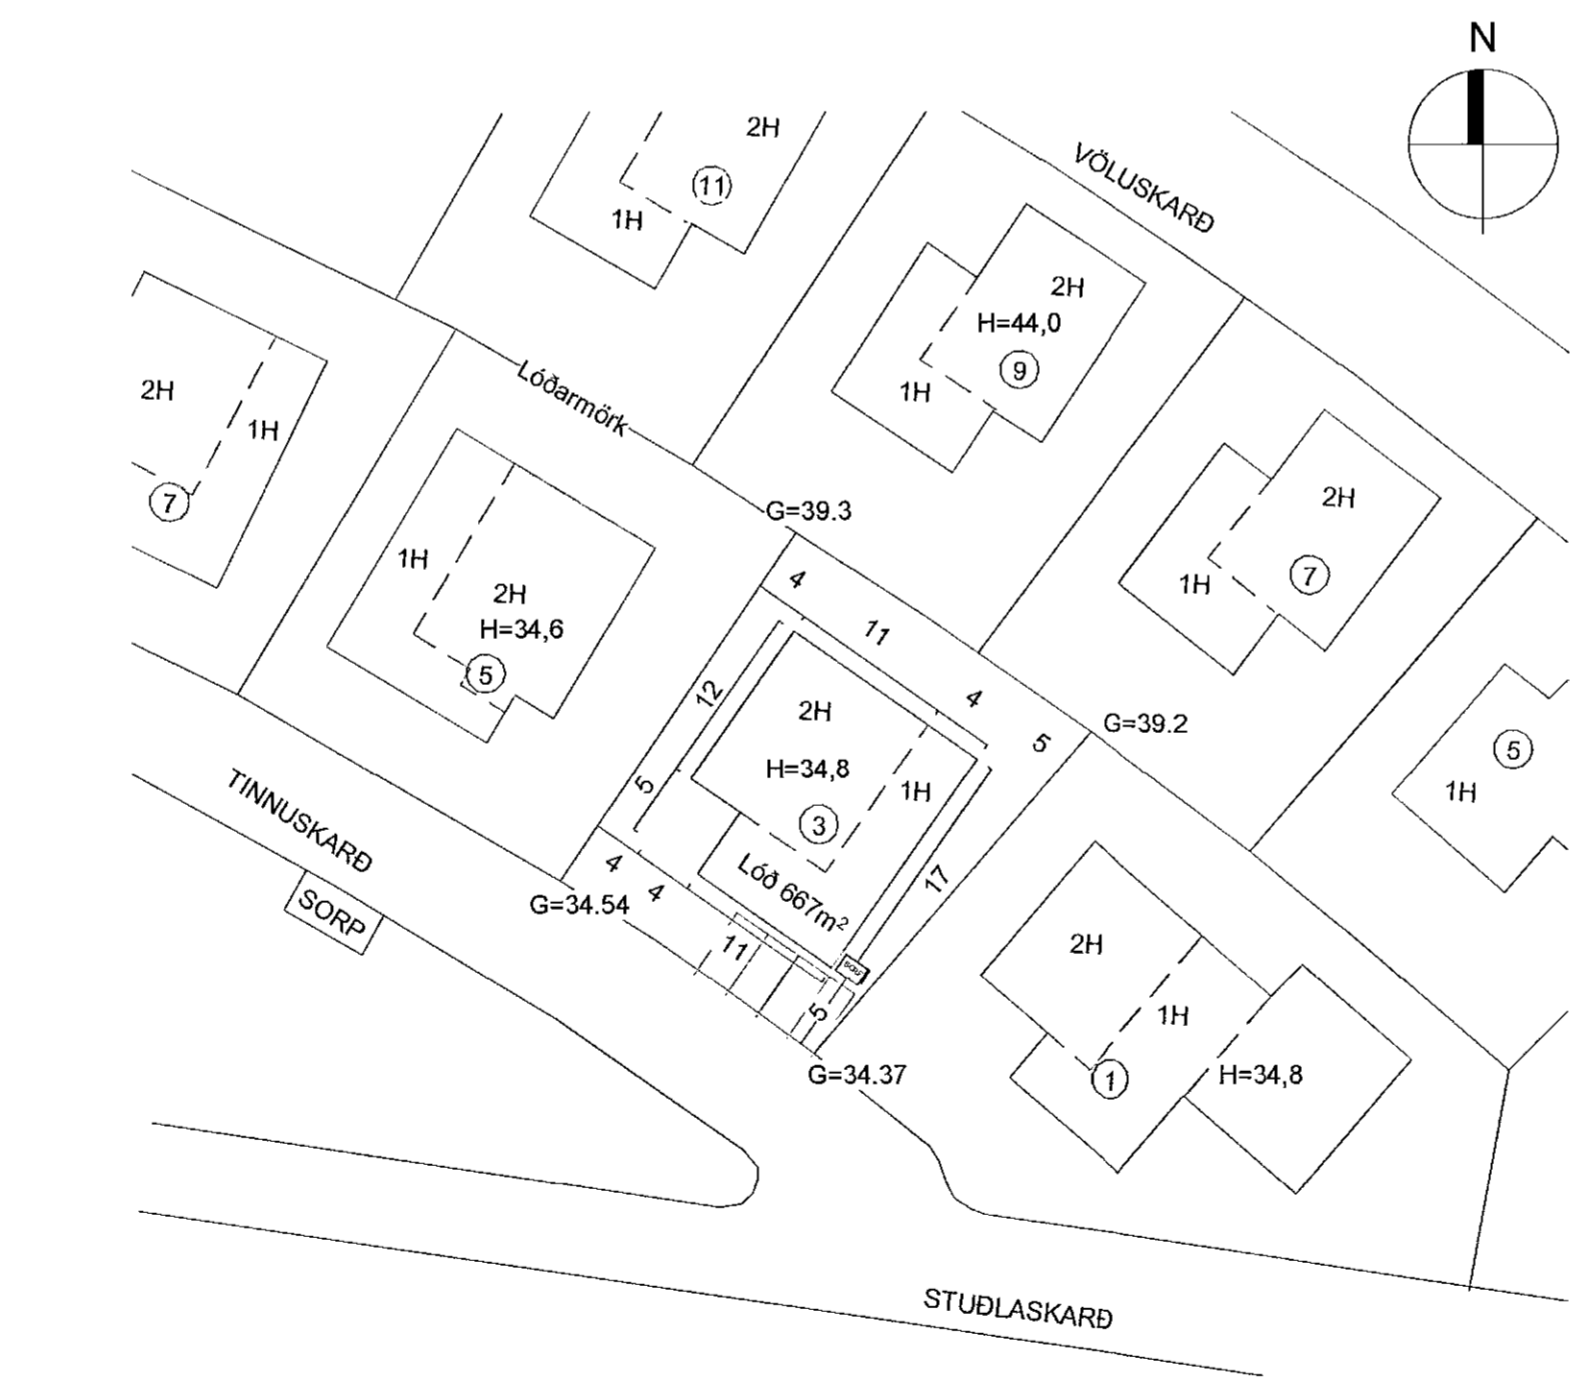 N
2H
11
1H
VÖLUSKARÐ
2H
H=44,0
9
1H
2H
1H
7
Lóðarmörk
2H
7
1H
1H
2H
H=34,6
5
G=39.3
4
11
4
5
G=39.2
12
5
2H
H=34,8
1H
3
Lóð 667m²
17
4
4
11
5
G=34.54
G=34.37
5
1H
2H
1H
1
H=34,8
TINNUSKARÐ
SORP
STUÐLASKARÐ